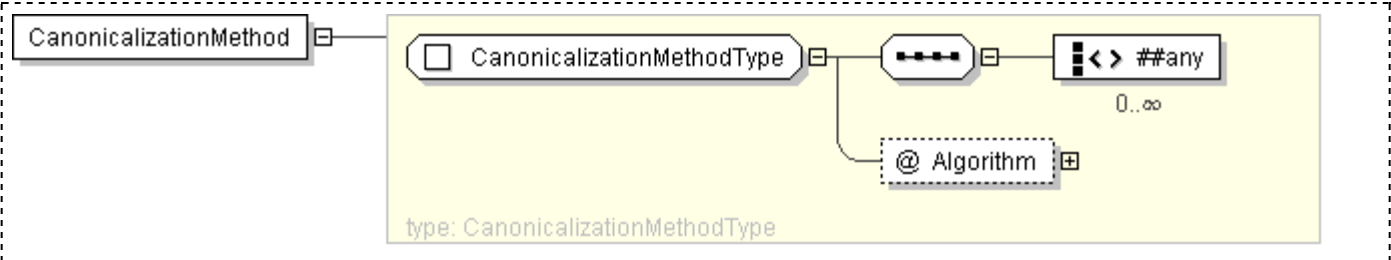 CanonicalizationMethod
CanonicalizationMethodType
##any
0..∞
@ Algorithm
type: CanonicalizationMethodType